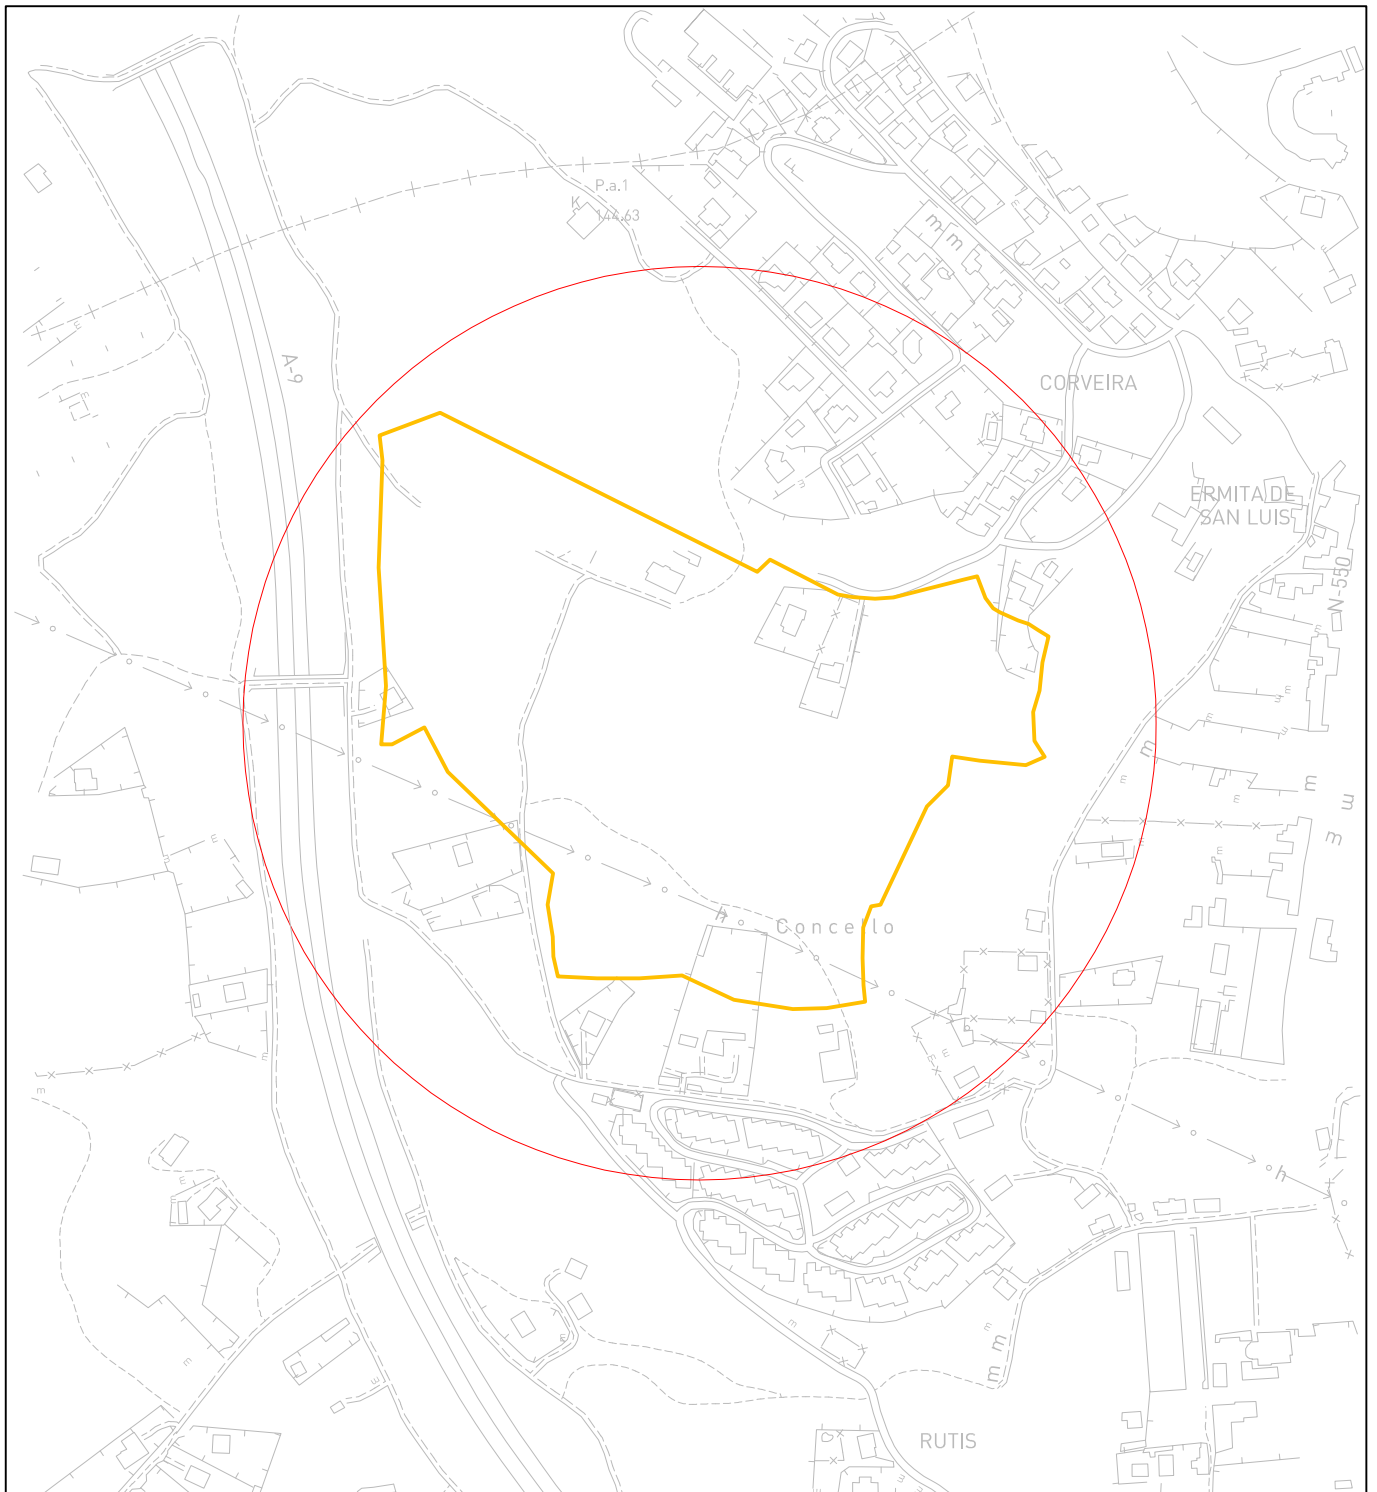 P.a.1
K
144.63
A-9
CORVEIRA
ERMITA DE
SAN LUIS
N-550
Concello
RUTIS